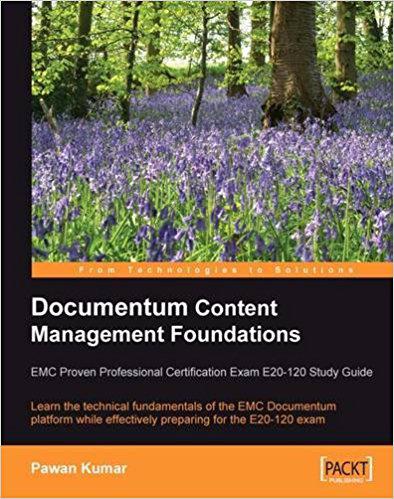 From Technologies to Solutions
Documentum Content
Management Foundations
EMC Proven Professional Certification Exam E20-120 Study Guide
Learn the technical fundamentals of the EMC Documentum
platform while effectively preparing for the E20-120 exam
Pawan Kumar
PACKT
PUBLISHING